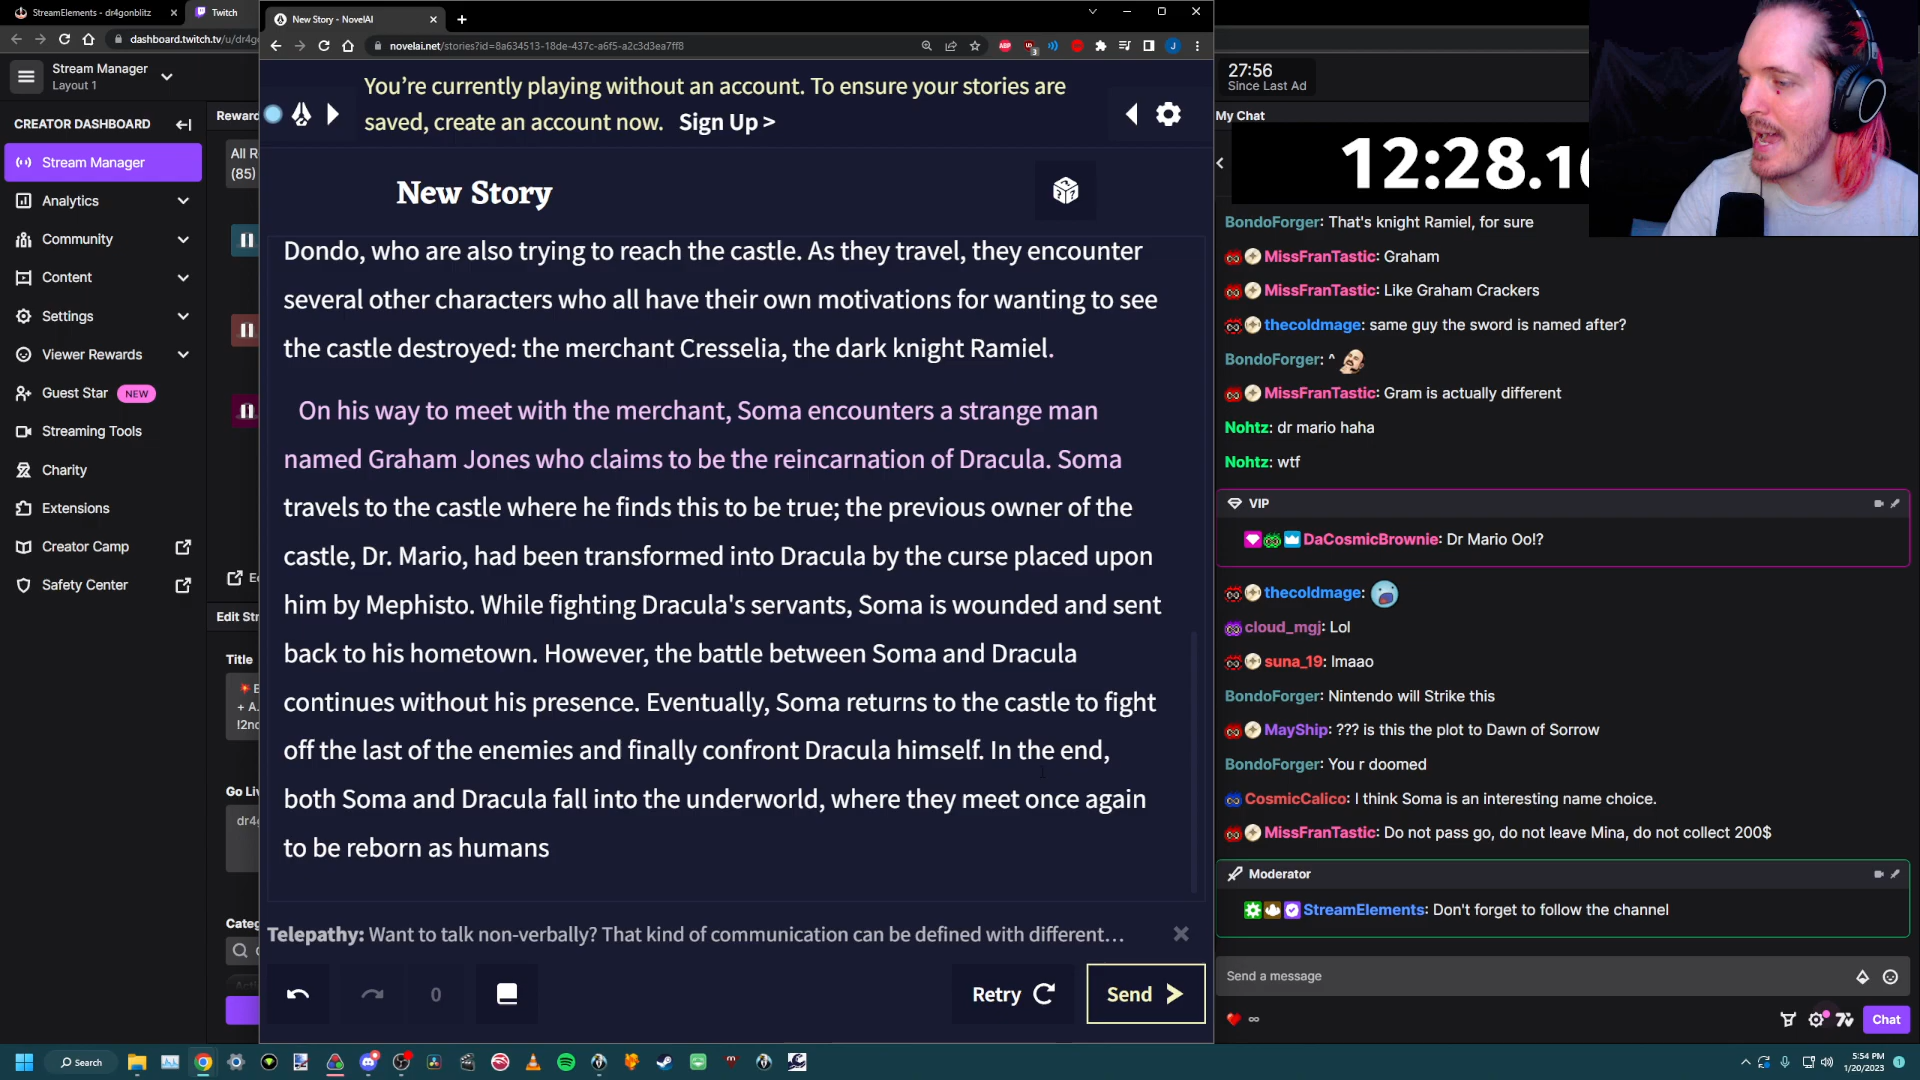 StreamElements - dr4gonblitz
Twitch
New Story - NovelAI
dashboard.twitch.tv/u/dr4g
novelai.net/stories?id=8a634513-18de-437c-a6f5-a2c3d3ea7ff8
Stream Manager
Layout 1
CREATOR DASHBOARD
Stream Manager
Analytics
Community
Content
Settings
Viewer Rewards
Guest Star NEW
Streaming Tools
Charity
Extensions
Creator Camp
Safety Center
Rewar
All R
(85)
Edit Str
Title
+ A.
!2nd
Go Liv
dr4g
Categ
You're currently playing without an account. To ensure your stories are
saved, create an account now. Sign Up >
New Story
Dondo, who are also trying to reach the castle. As they travel, they encounter
several other characters who all have their own motivations for wanting to see
the castle destroyed: the merchant Cresselia, the dark knight Ramiel.
On his way to meet with the merchant, Soma encounters a strange man
named Graham Jones who claims to be the reincarnation of Dracula. Soma
travels to the castle where he finds this to be true; the previous owner of the
castle, Dr. Mario, had been transformed into Dracula by the curse placed upon
him by Mephisto. While fighting Dracula's servants, Soma is wounded and sent
back to his hometown. However, the battle between Soma and Dracula
continues without his presence. Eventually, Soma returns to the castle to fight
off the last of the enemies and finally confront Dracula himself. In the end,
both Soma and Dracula fall into the underworld, where they meet once again
to be reborn as humans
Telepathy: Want to talk non-verbally? That kind of communication can be defined with different...
0
Retry
Send
27:56
Since Last Ad
My Chat
12:28.1
BondoForger: That's knight Ramiel, for sure
MissFranTastic: Graham
MissFranTastic: Like Graham Crackers
thecoldmage: same guy the sword is named after?
BondoForger: ^
MissFranTastic: Gram is actually different
Nohtz: dr mario haha
Nohtz: wtf
VIP
DaCosmicBrownie: Dr Mario Oo!?
thecoldmage:
cloud_mgj: Lol
suna_19: lmaao
BondoForger: Nintendo will Strike this
MayShip: ??? is this the plot to Dawn of Sorrow
BondoForger: You r doomed
CosmicCalico: I think Soma is an interesting name choice.
MissFranTastic: Do not pass go, do not leave Mina, do not collect 200$
Moderator
StreamElements: Don't forget to follow the channel
Send a message
∞
Chat
Search
5:54 PM
1/20/2023